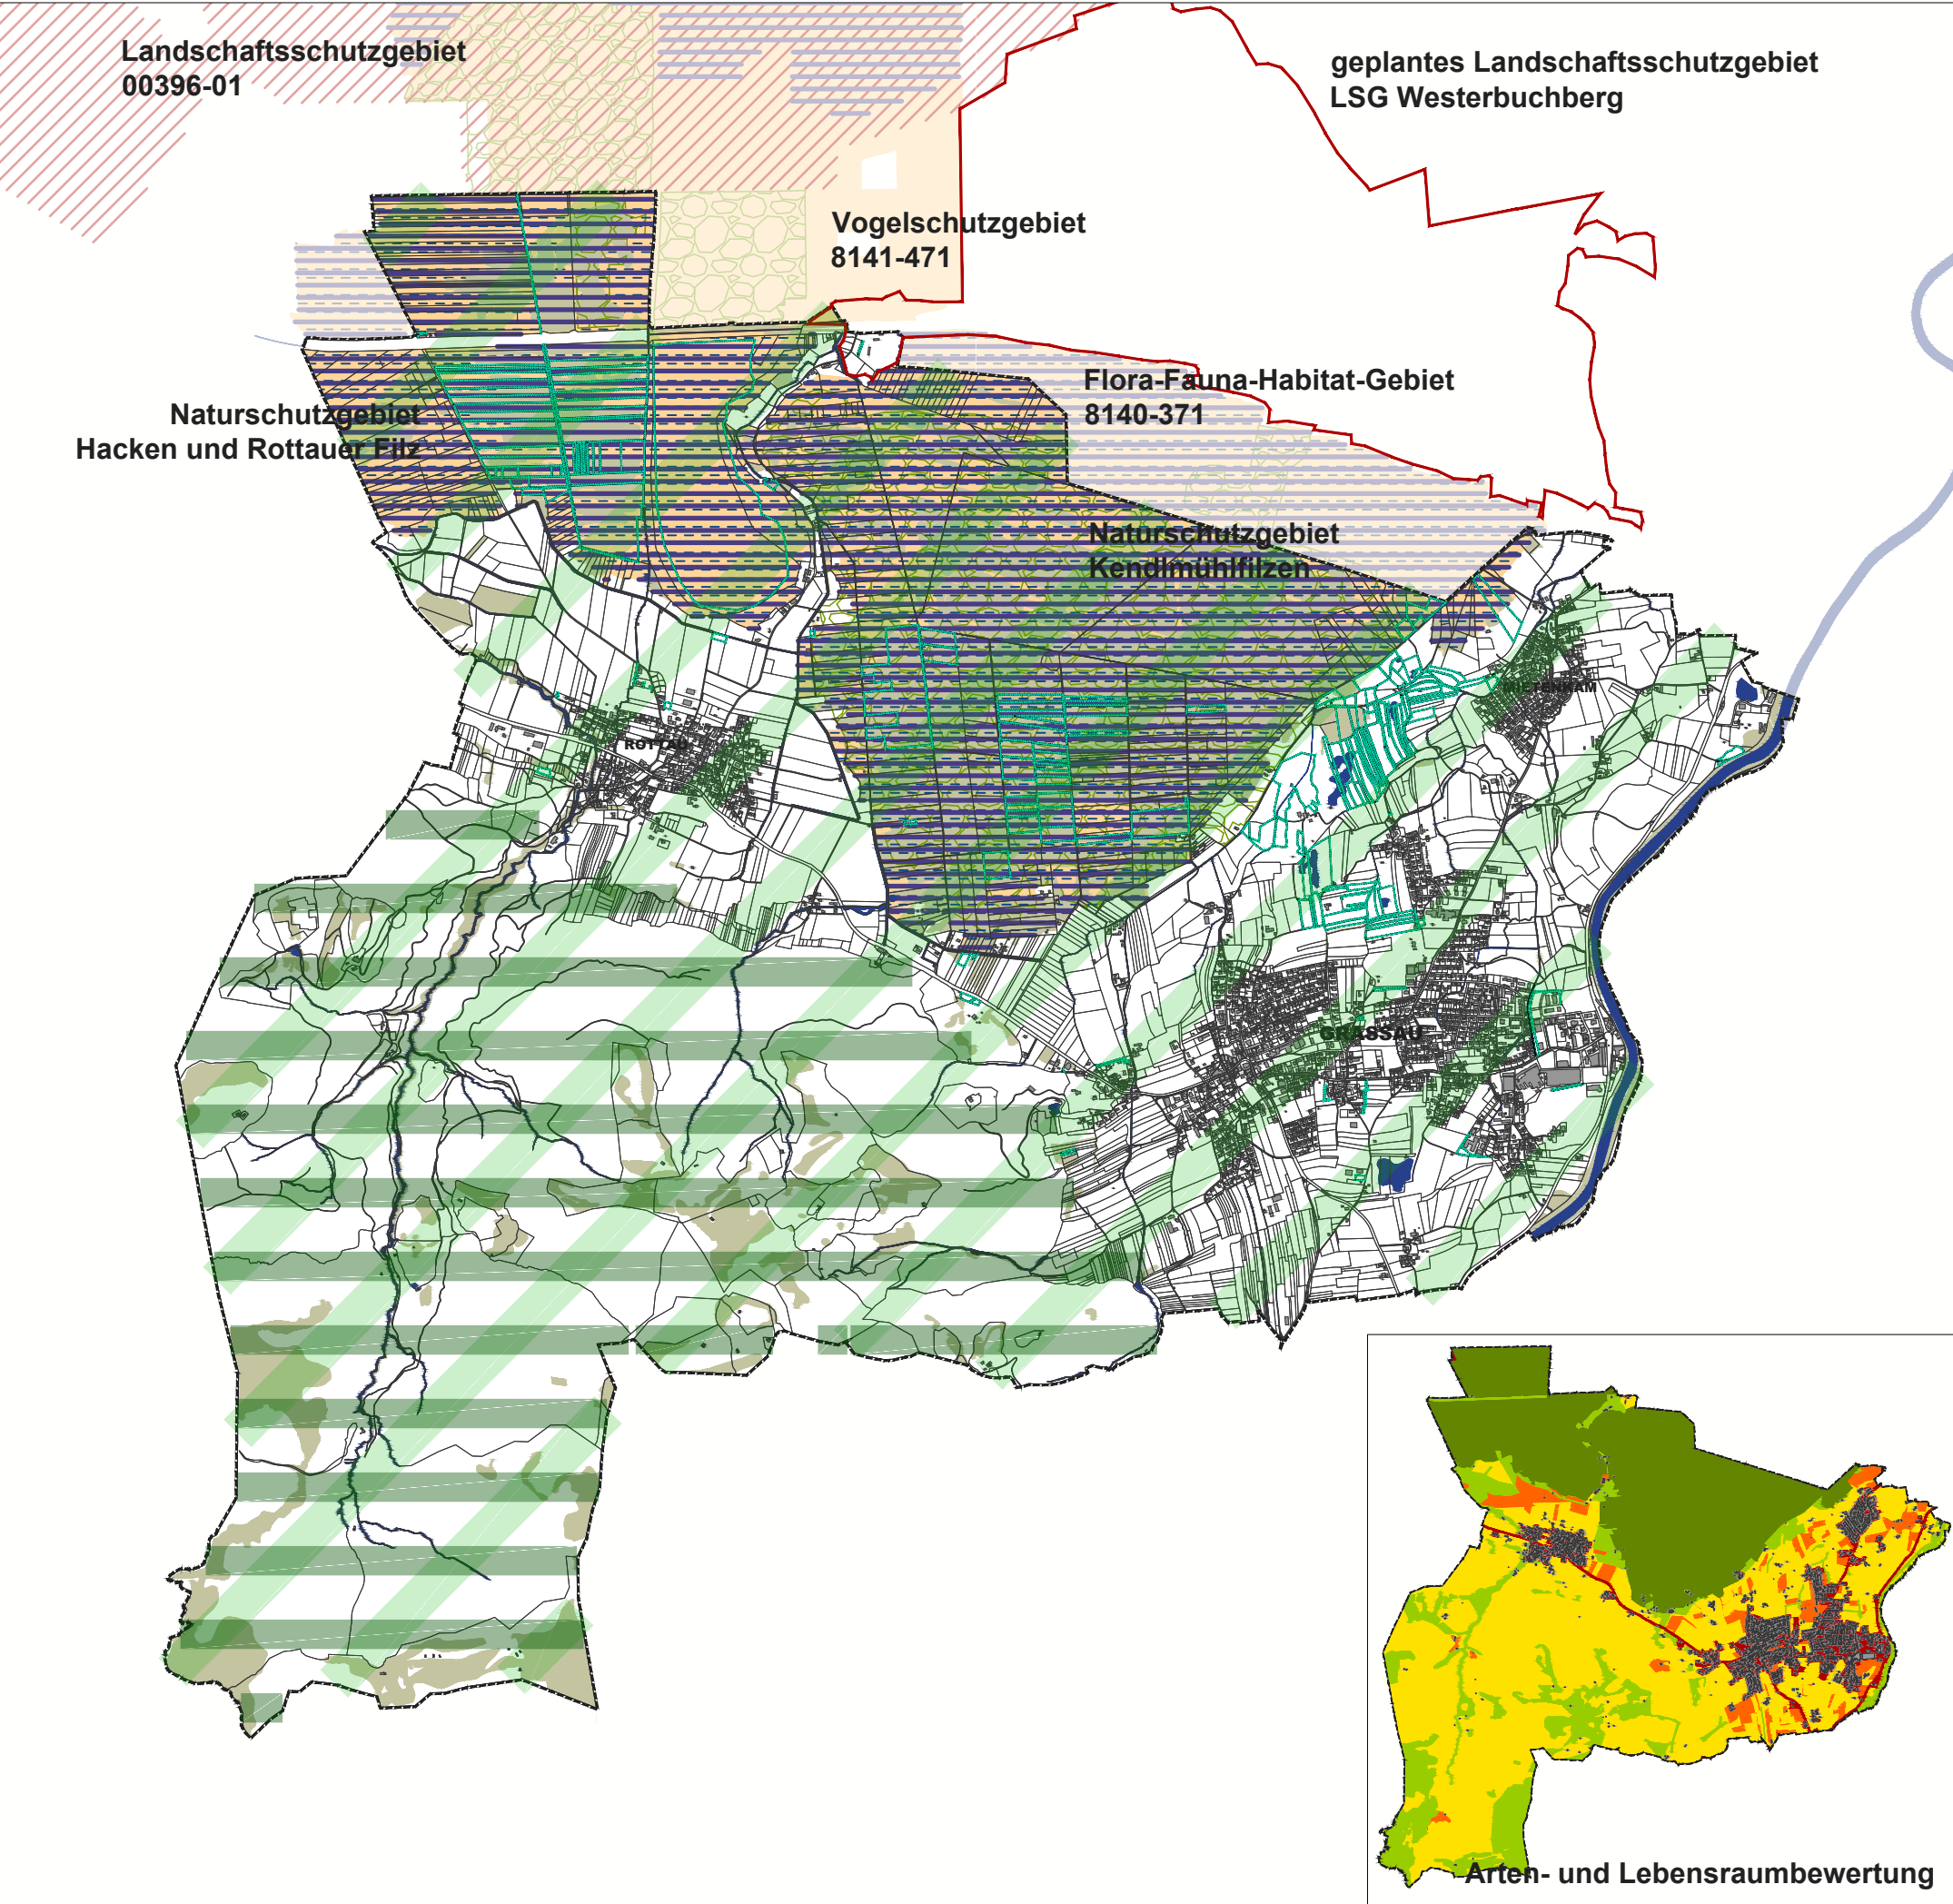 Landschaftsschutzgebiet
00396-01
geplantes Landschaftsschutzgebiet
LSG Westerbuchberg
Vogelschutzgebiet
8141-471
Flora-Fauna-Habitat-Gebiet
8140-371
Naturschutzgebiet
Hacken und Rottauer Filz
Naturschutzgebiet
Kendlmühlfilzen
ROTTAU
GRASSAU
Arten- und Lebensraumbewertung